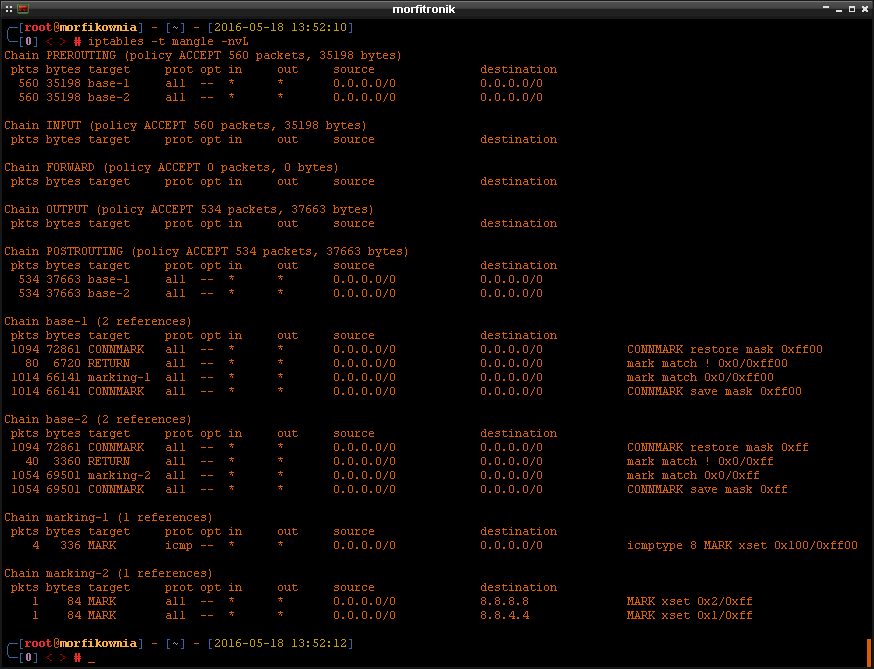 morfitronik
[root@morfikownia] - [~] - [2016-05-18 13:52:10]
[0] < > # iptables -t mangle -nvL
Chain PREROUTING (policy ACCEPT 560 packets, 35198 bytes)
pkts bytes target prot opt in out source destination
560 35198 base-1 all -- * * 0.0.0.0/0 0.0.0.0/0
560 35198 base-2 all -- * * 0.0.0.0/0 0.0.0.0/0
Chain INPUT (policy ACCEPT 560 packets, 35198 bytes)
pkts bytes target prot opt in out source destination
Chain FORWARD (policy ACCEPT 0 packets, 0 bytes)
pkts bytes target prot opt in out source destination
Chain OUTPUT (policy ACCEPT 534 packets, 37663 bytes)
pkts bytes target prot opt in out source destination
Chain POSTROUTING (policy ACCEPT 534 packets, 37663 bytes)
pkts bytes target prot opt in out source destination
534 37663 base-1 all -- * * 0.0.0.0/0 0.0.0.0/0
534 37663 base-2 all -- * * 0.0.0.0/0 0.0.0.0/0
Chain base-1 (2 references)
pkts bytes target prot opt in out source destination
1094 72861 CONNMARK all -- * * 0.0.0.0/0 0.0.0.0/0 CONNMARK restore mask 0xff00
80 6720 RETURN all -- * * 0.0.0.0/0 0.0.0.0/0 mark match ! 0x0/0xff00
1014 66141 marking-1 all -- * * 0.0.0.0/0 0.0.0.0/0 mark match 0x0/0xff00
1014 66141 CONNMARK all -- * * 0.0.0.0/0 0.0.0.0/0 CONNMARK save mask 0xff00
Chain base-2 (2 references)
pkts bytes target prot opt in out source destination
1094 72861 CONNMARK all -- * * 0.0.0.0/0 0.0.0.0/0 CONNMARK restore mask 0xff
40 3360 RETURN all -- * * 0.0.0.0/0 0.0.0.0/0 mark match ! 0x0/0xff
1054 69501 marking-2 all -- * * 0.0.0.0/0 0.0.0.0/0 mark match 0x0/0xff
1054 69501 CONNMARK all -- * * 0.0.0.0/0 0.0.0.0/0 CONNMARK save mask 0xff
Chain marking-1 (1 references)
pkts bytes target prot opt in out source destination
4 336 MARK icmp -- * * 0.0.0.0/0 0.0.0.0/0 icmptype 8 MARK xset 0x100/0xff00
Chain marking-2 (1 references)
pkts bytes target prot opt in out source destination
1 84 MARK all -- * * 0.0.0.0/0 8.8.8.8 MARK xset 0x2/0xff
1 84 MARK all -- * * 0.0.0.0/0 8.8.4.4 MARK xset 0x1/0xff
[root@morfikownia] - [~] - [2016-05-18 13:52:12]
[0] < > # _